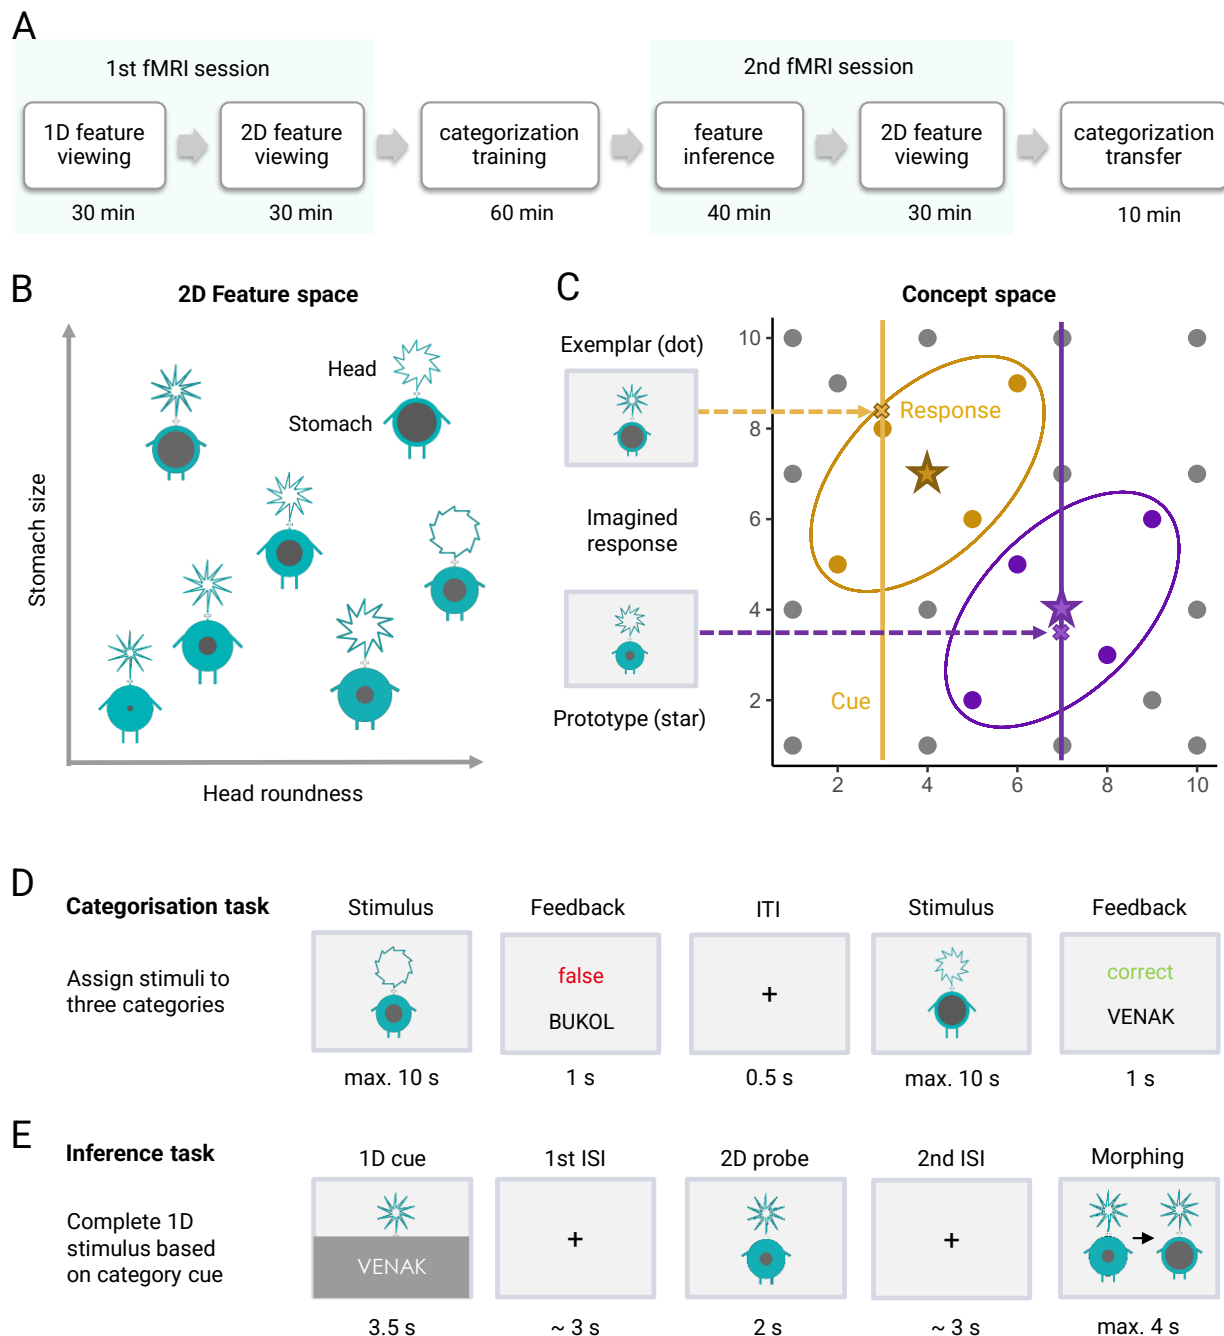 A
1st fMRI session
2nd fMRI session
1D feature
viewing
2D feature
viewing
categorization
training
feature
inference
2D feature
viewing
categorization
transfer
30 min
30 min
60 min
40 min
30 min
10 min
B
2D Feature space
Head
Stomach
Stomach size
Head roundness
C
Concept space
Exemplar (dot)
Response
Imagined
response
Cue
Prototype (star)
10
8
6
4
2
2
4
6
8
10
D
Categorisation task
Stimulus
Feedback
ITI
Stimulus
Feedback
Assign stimuli to
three categories
false
BUKOL
+
correct
VENAK
max. 10 s
1 s
0.5 s
max. 10 s
1 s
E
Inference task
1D cue
1st ISI
2D probe
2nd ISI
Morphing
Complete 1D
stimulus based
on category cue
VENAK
+
+
3.5 s
~ 3 s
2 s
~ 3 s
max. 4 s